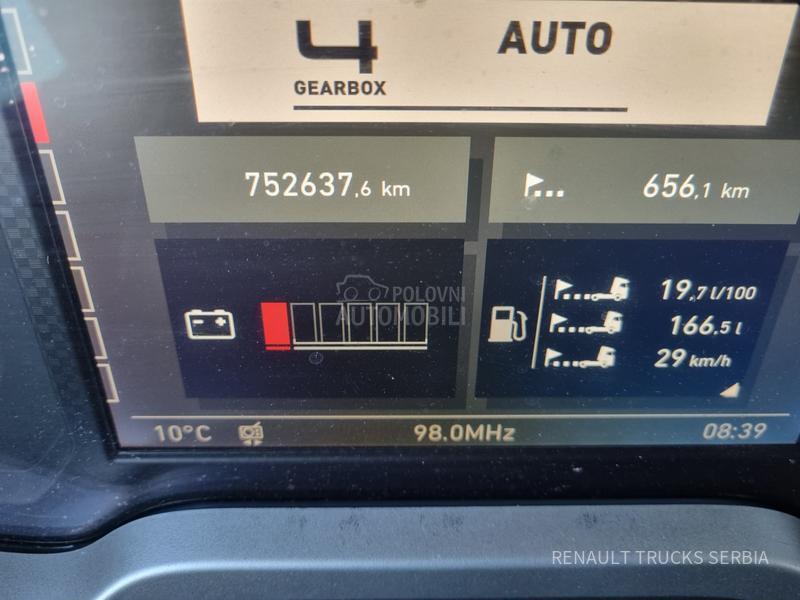 4 AUTO
GEARBOX
752637,6 km 656,1 km
19,7 l/100
166,5 l
29 km/h
POLOVNI
AUTOMOBILI
10°C 98.0MHz 08:39
RENAULT TRUCKS SERBIA